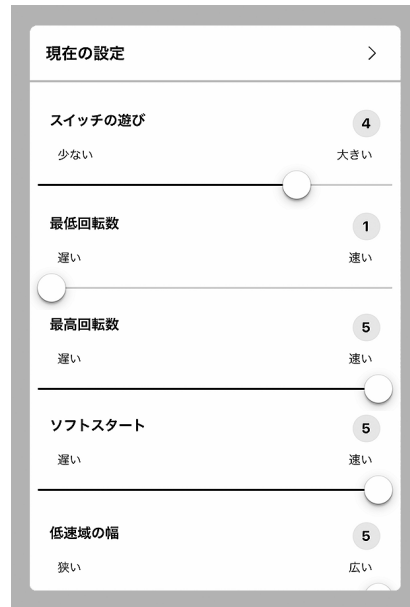 現在の設定
スイッチの遊び 4
少ない 大きい
最低回転数 1
遅い 速い
最高回転数 5
遅い 速い
ソフトスタート 5
遅い 速い
低速域の幅 5
狭い 広い